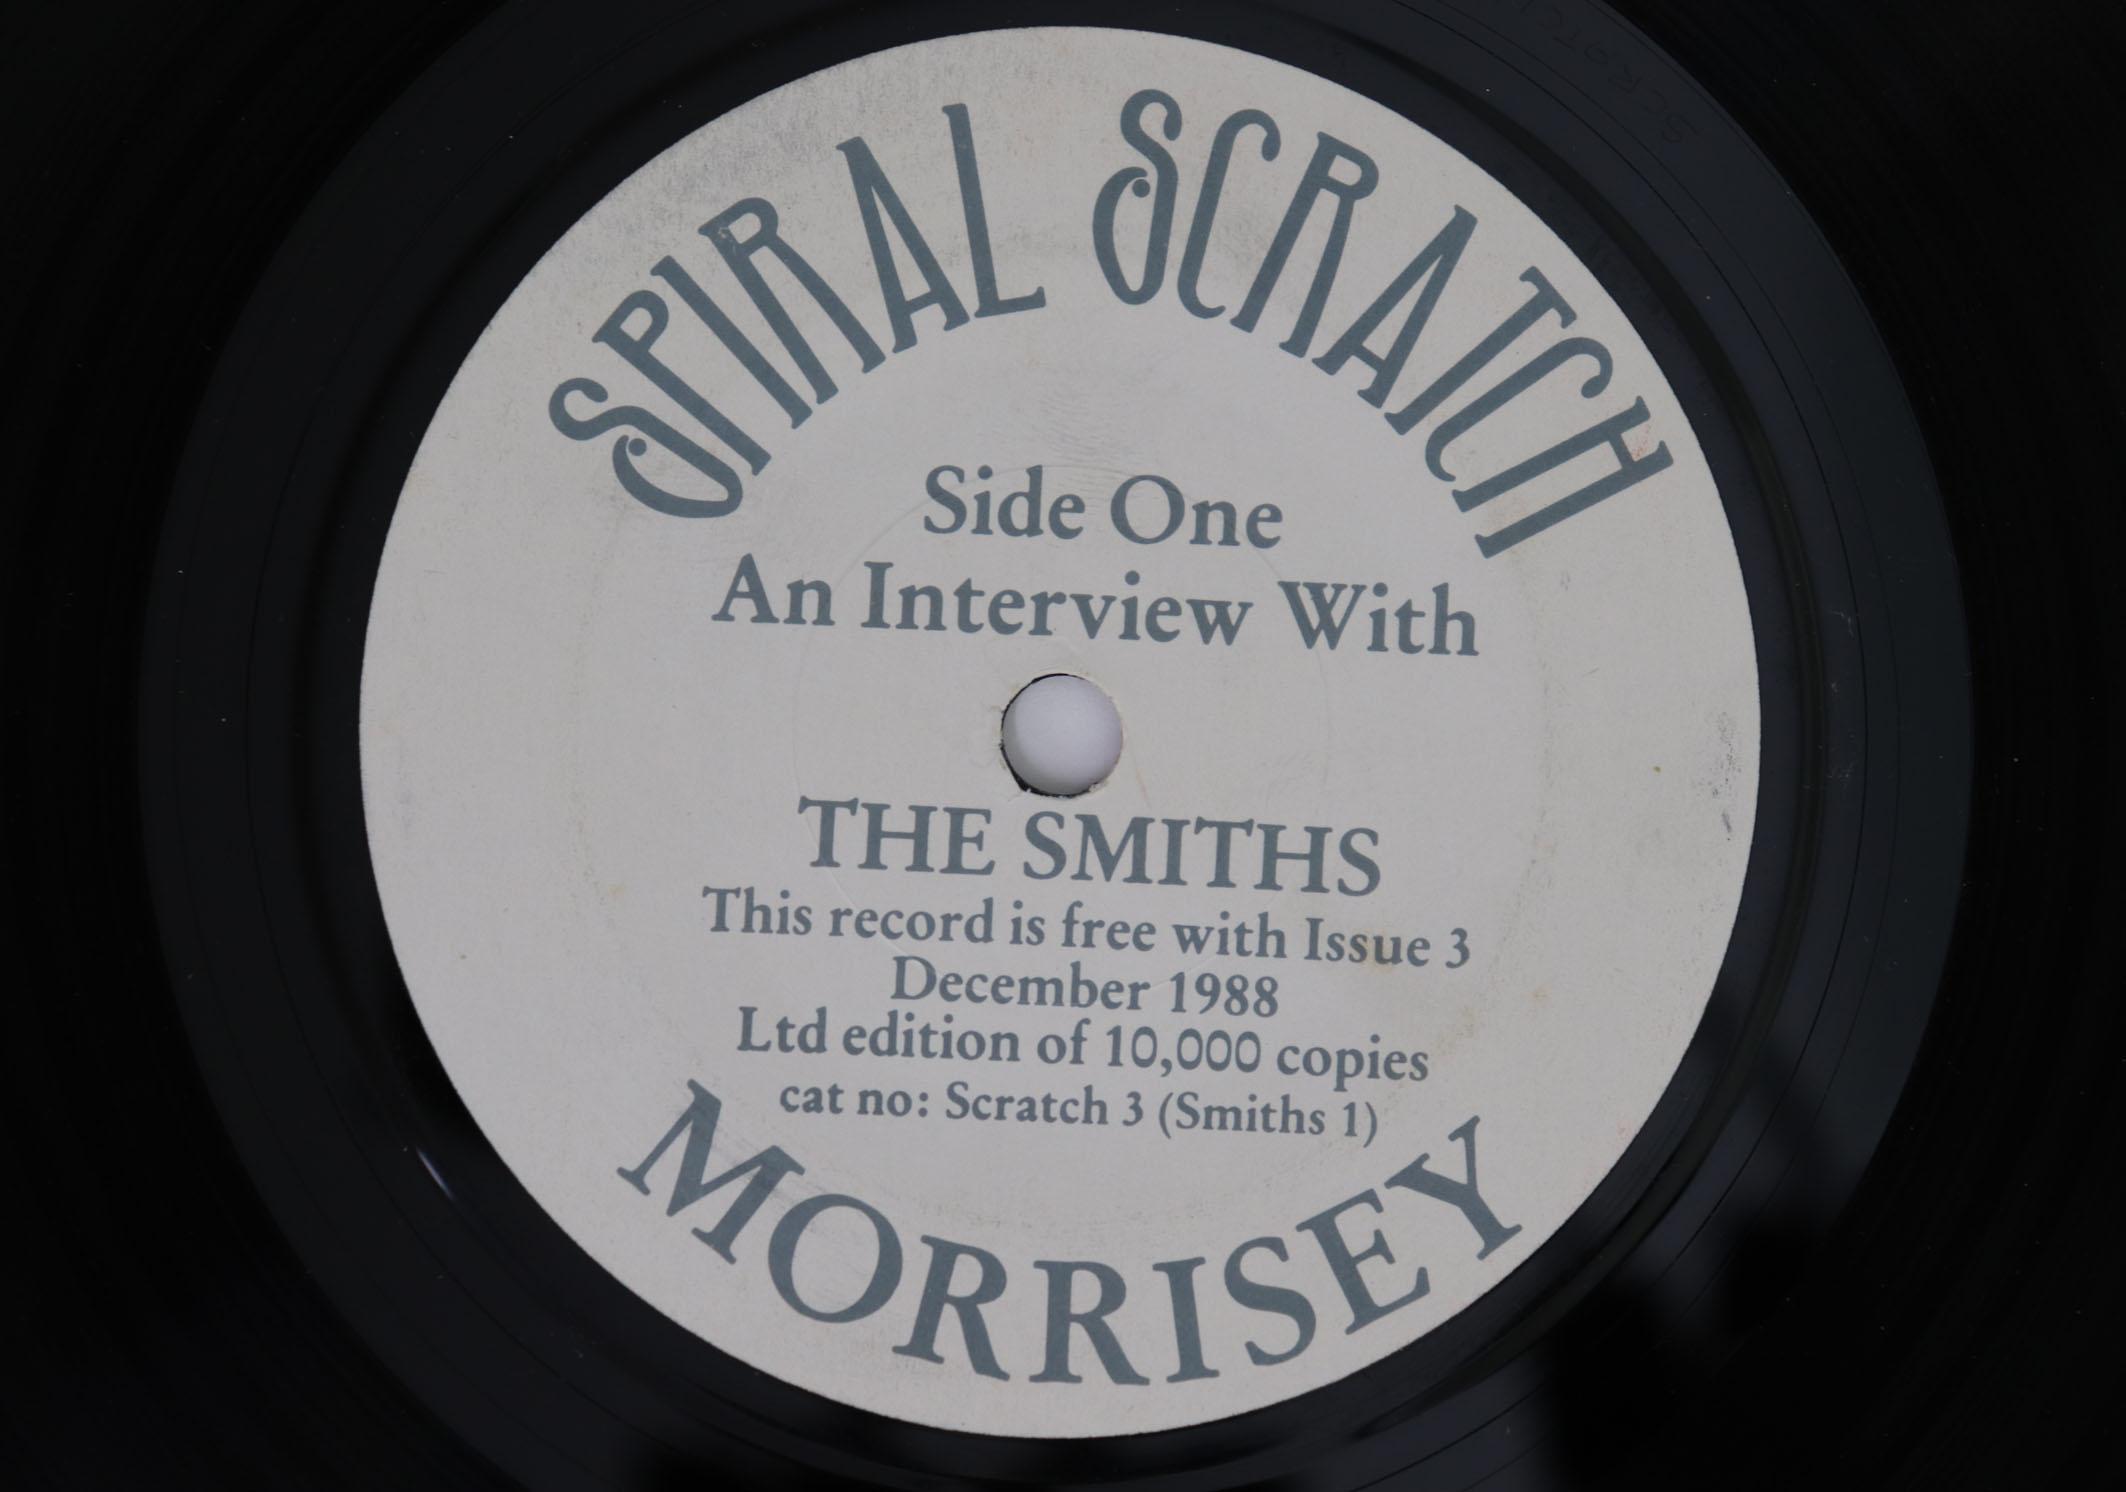 SPIRAL SCRATCH
Side One
An Interview With
THE SMITHS
This record is free with Issue 3
December 1988
Ltd edition of 10,000 copies
cat no: Scratch 3 (Smiths 1)
MORRISEY